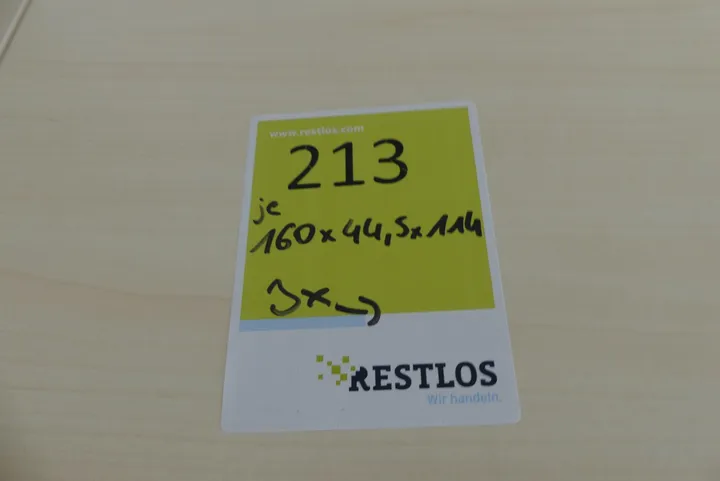 www.restlos.com
213
je
160x44,5x114
3x
RESTLOS
Wir handeln.